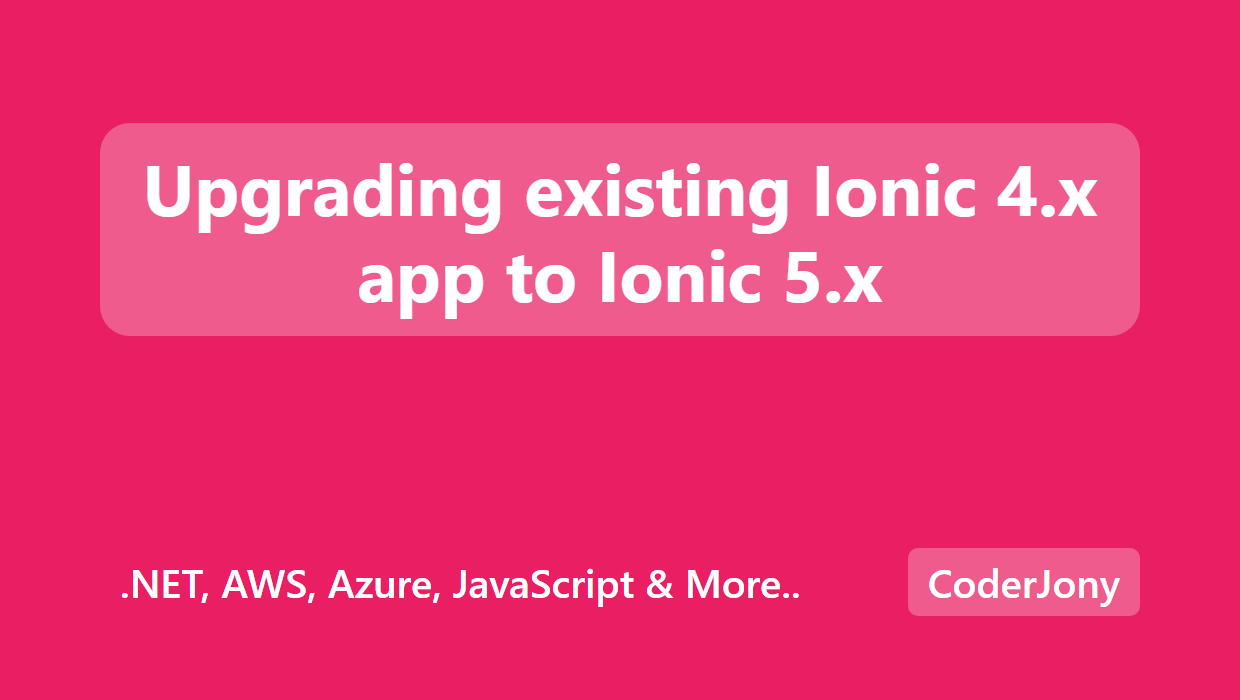 Upgrading existing Ionic 4.x
app to Ionic 5.x
.NET, AWS, Azure, JavaScript & More..
CoderJony